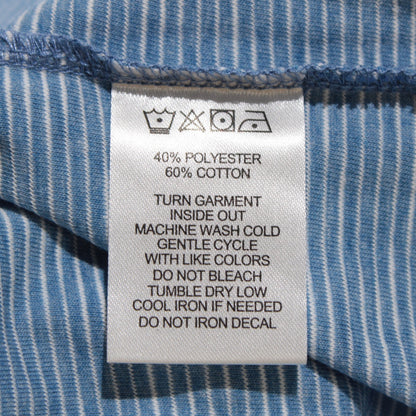 40% POLYESTER
60% COTTON
TURN GARMENT
INSIDE OUT
MACHINE WASH COLD
GENTLE CYCLE
WITH LIKE COLORS
DO NOT BLEACH
TUMBLE DRY LOW
COOL IRON IF NEEDED
DO NOT IRON DECAL